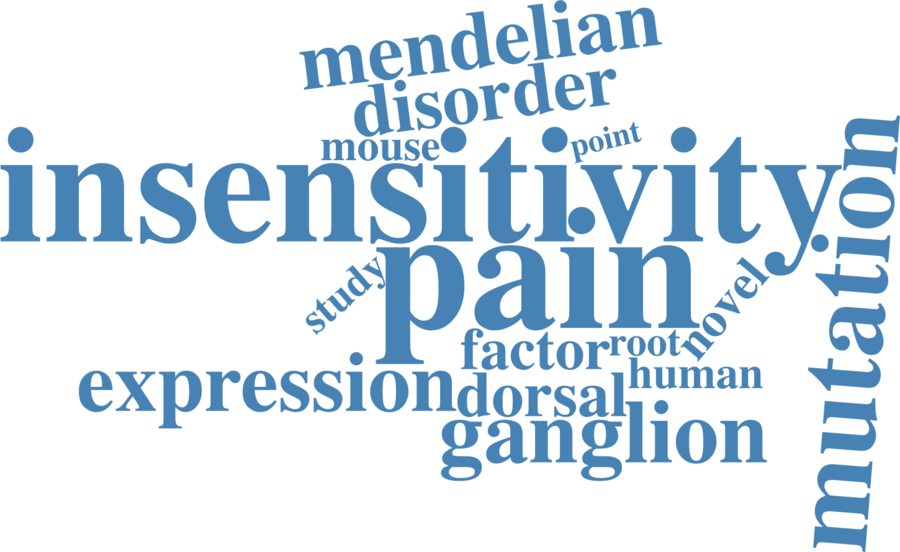 mendelian
disorder
mouse
point
insensitivity
pain
mutation
study
novel
factor
root
expression
dorsal
human
ganglion